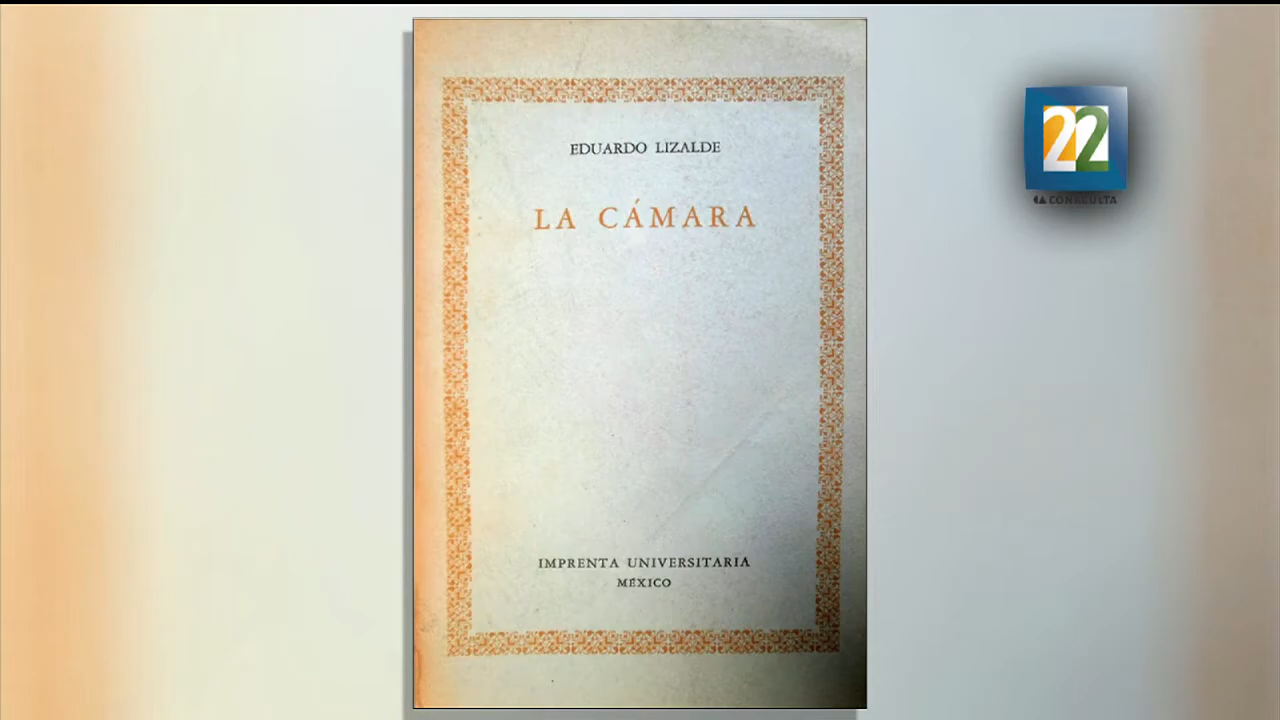 EDUARDO LIZALDE
LA CÁMARA
IMPRENTA UNIVERSITARIA
MÉXICO
22
CONACULTA